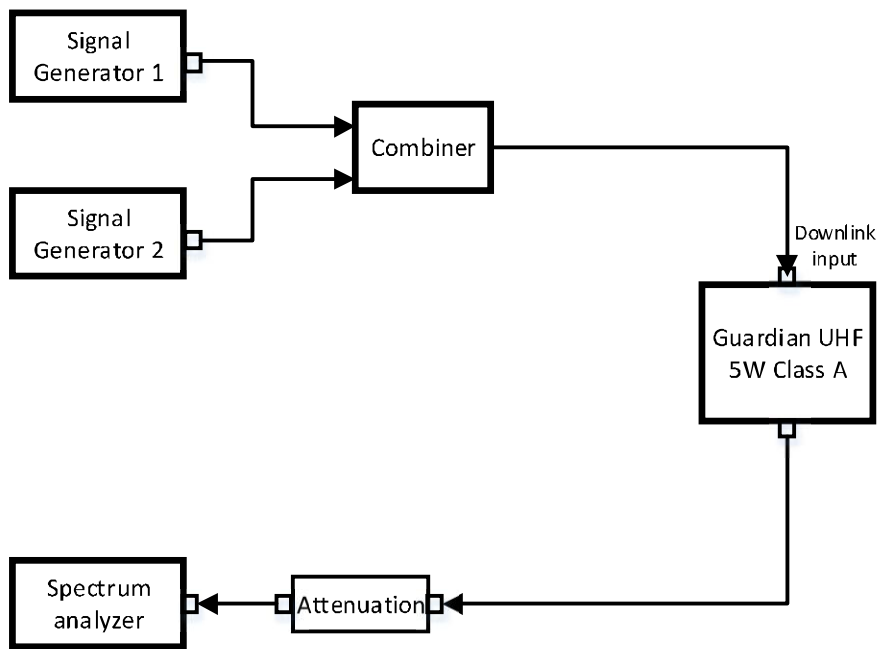 Signal
Generator 1
Combiner
Signal
Generator 2
Downlink
input
Guardian UHF
5W Class A
Spectrum
analyzer
Attenuation